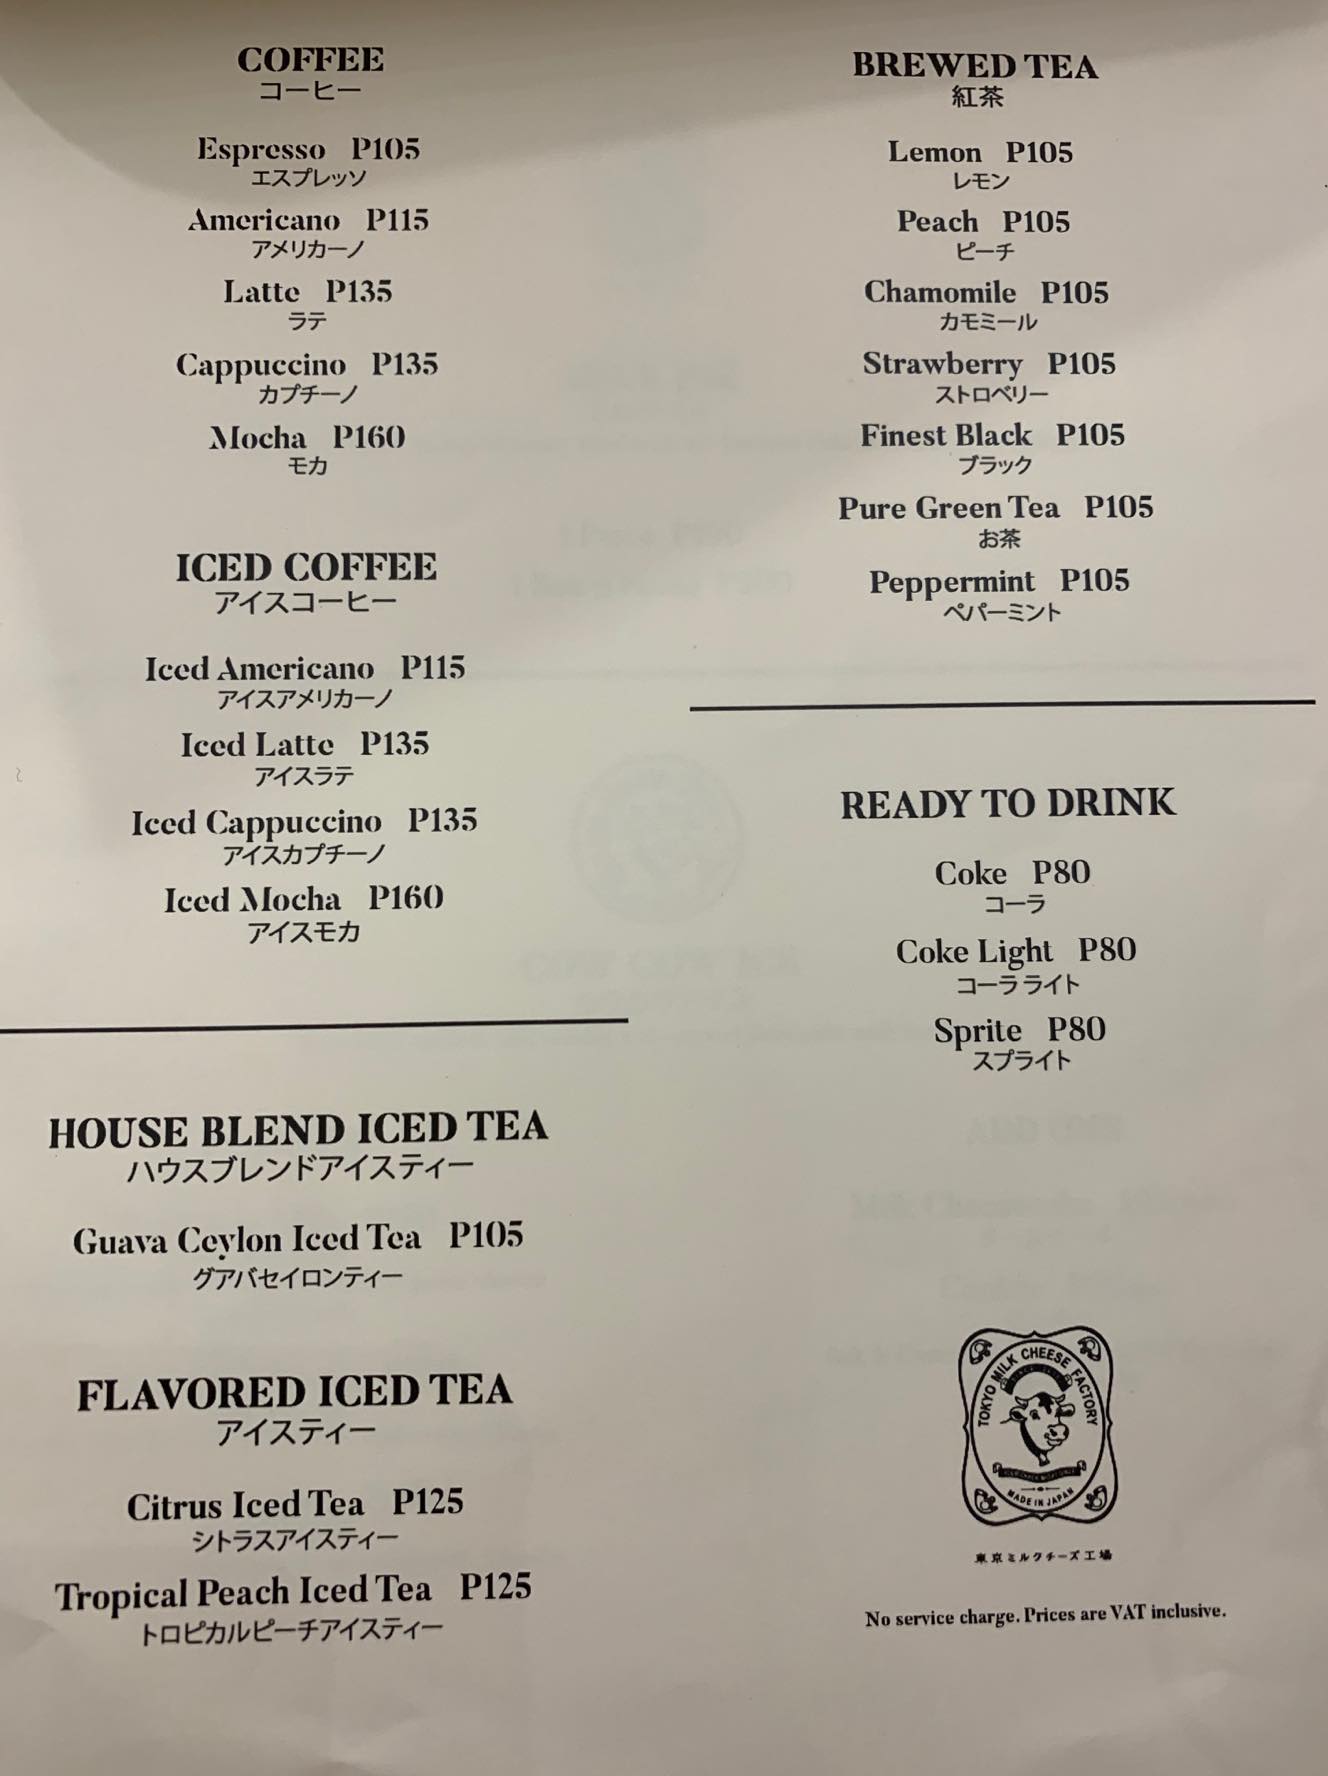 COFFEE
コーヒー
Espresso P105
エスプレッソ
Americano P115
アメリカーノ
Latte P135
ラテ
Cappuccino P135
カプチーノ
Mocha P160
モカ
ICED COFFEE
アイスコーヒー
Iced Americano P115
アイスアメリカーノ
Iced Latte P135
アイスラテ
Iced Cappuccino P135
アイスカプチーノ
Iced Mocha P160
アイスモカ
HOUSE BLEND ICED TEA
ハウスブレンドアイスティー
Guava Ceylon Iced Tea P105
グアバセイロンティー
FLAVORED ICED TEA
アイスティー
Citrus Iced Tea P125
シトラスアイスティー
Tropical Peach Iced Tea P125
トロピカルピーチアイスティー
BREWED TEA
紅茶
Lemon P105
レモン
Peach P105
ピーチ
Chamomile P105
カモミール
Strawberry P105
ストロベリー
Finest Black P105
ブラック
Pure Green Tea P105
お茶
Peppermint P105
ペパーミント
READY TO DRINK
Coke P80
コーラ
Coke Light P80
コーラ ライト
Sprite P80
スプライト
TOKYO MILK CHEESE FACTORY
MADE IN JAPAN
東京ミルクチーズ工場
No service charge. Prices are VAT inclusive.